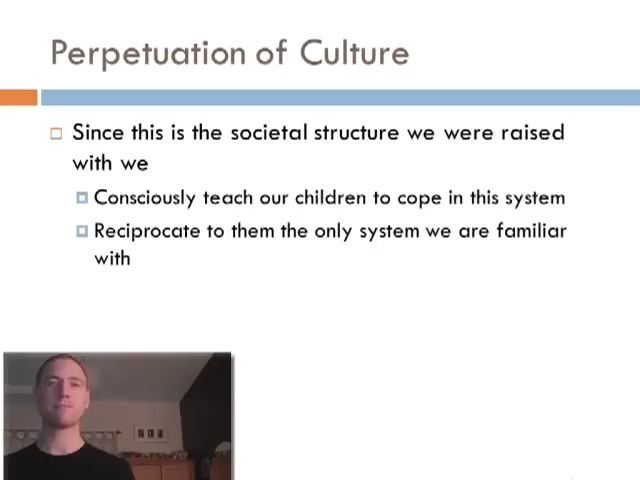 Perpetuation of Culture
Since this is the societal structure we were raised
with we
Consciously teach our children to cope in this system
Reciprocate to them the only system we are familiar
with